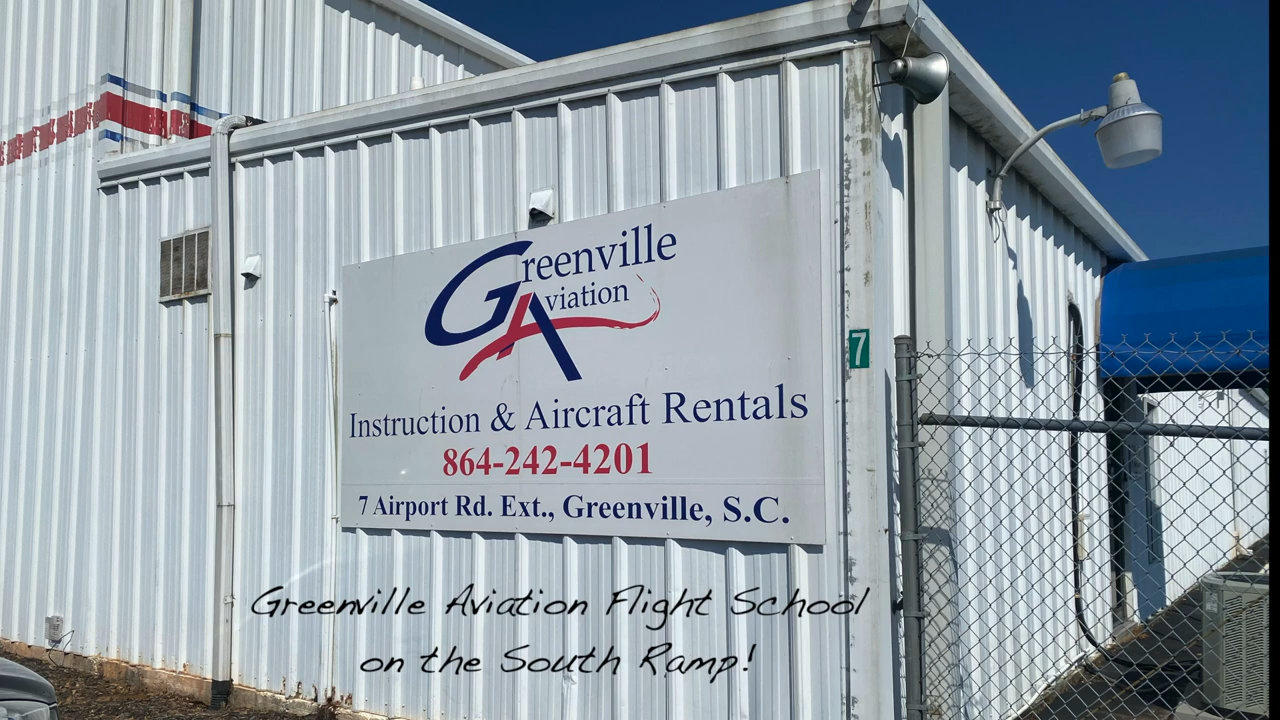 Greenville
Aviation
Instruction & Aircraft Rentals
864-242-4201
7 Airport Rd. Ext., Greenville, S.C.
7
Greenville Aviation Flight School
on the South Ramp!